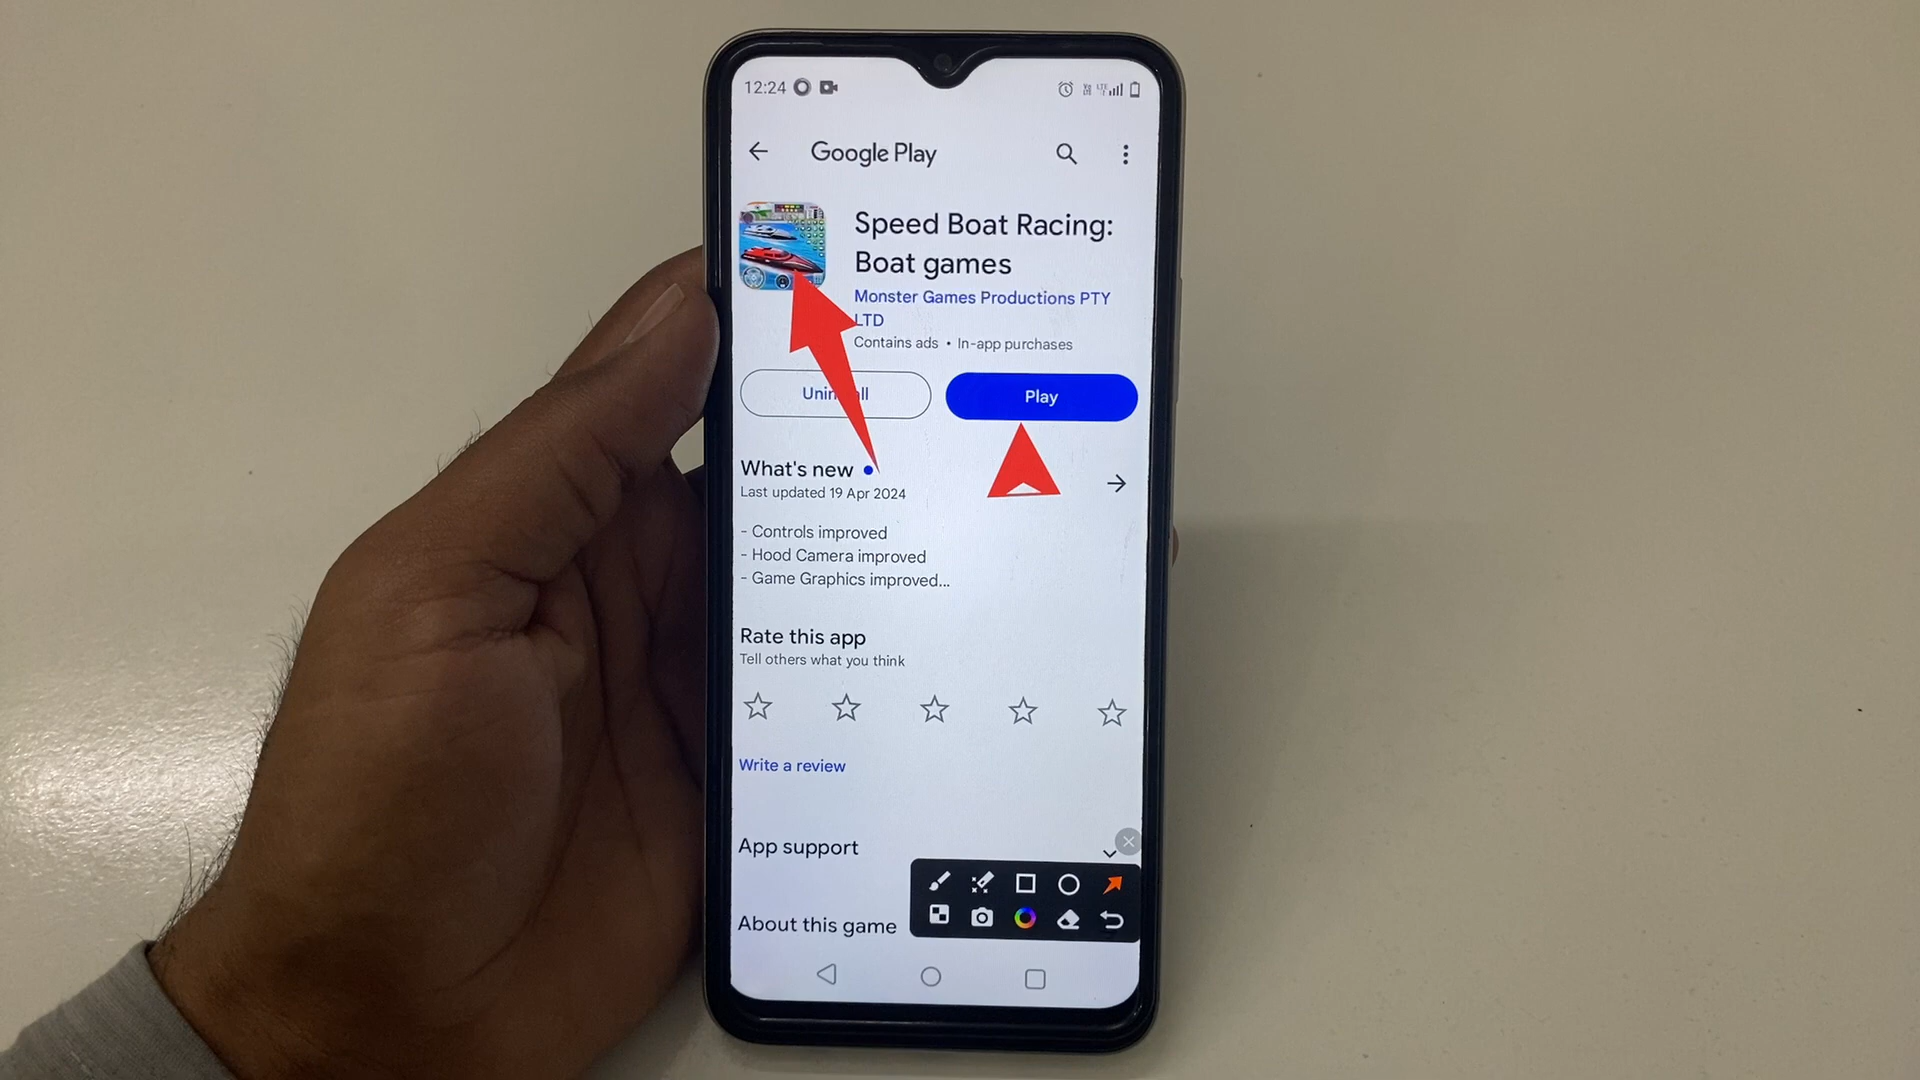 12:24
Google Play
Speed Boat Racing:
Boat games
Monster Games Productions PTY
LTD
Contains ads • In-app purchases
Play
What's new
Last updated 19 Apr 2024
- Controls improved
- Hood Camera improved
- Game Graphics improved...
Rate this app
Tell others what you think
Write a review
App support
About this game